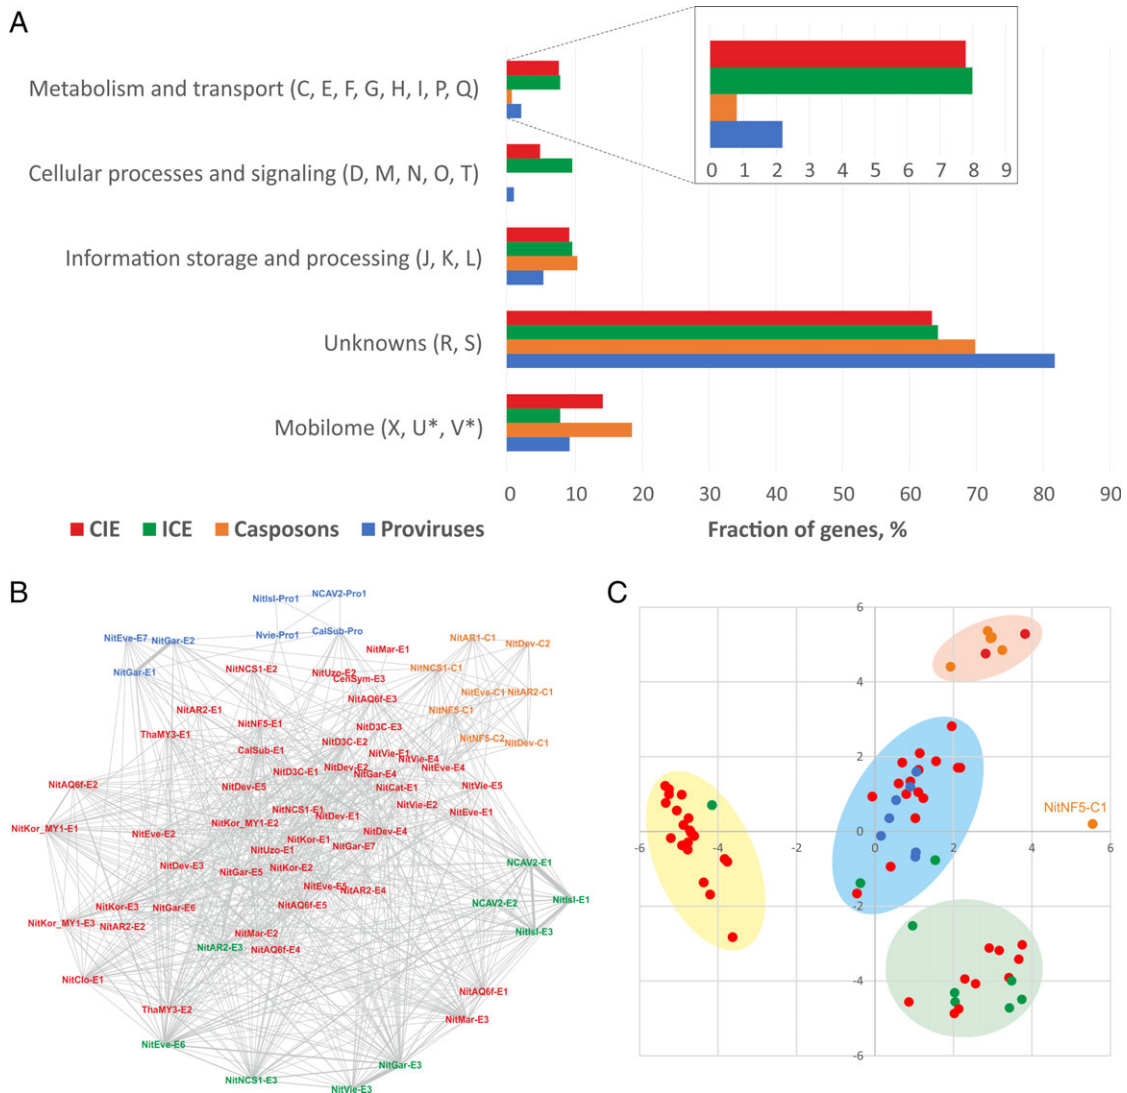 A
Metabolism and transport (C, E, F, G, H, I, P, Q)
0 1 2 3 4 5 6 7 8 9
Cellular processes and signaling (D, M, N, O, T)
Information storage and processing (J, K, L)
Unknowns (R, S)
Mobilome (X, U*, V*)
0 10 20 30 40 50 60 70 80 90
CIE ICE Casposons Proviruses
Fraction of genes, %
B
NitIsl-Pro1 NCAV2-Pro1
NitEve-E7 NitGar-E2 Nvie-Pro1 CalSub-Pro
NitAR1-C1 NitDev-C2
NitMar-E1
NitGar-E1 NitNCS1-E2 NitUzo-E2 NitNCS1-C1
CenSym-E3
NitAQ6f-E3 NitEve-C1 NitAR2-C1
NitAR2-E1 NitNF5-C1
NitNF5-E1 NitD3C-E3
ThaMY3-E1 NitD3C-E2 NitNF5-C2 NitDev-C1
CalSub-E1 NitVie-E1 NitVie-E4
NitD3C-E1 NitDev-E2 NitGar-E4 NitEve-E4
NitAQ6f-E2 NitDev-E5 NitCat-E1 NitVie-E5
NitNCS1-E1 NitDev-E1 NitVie-E2 NitEve-E1
NitKor_MY1-E1 NitEve-E2 NitKor_MY1-E2 NitDev-E4
NitKor-E1
NitUzo-E1 NitGar-E7
NitDev-E3 NitGar-E5 NitKor-E2 NCAV2-E1
NitEve-E5 NitAR2-E4
NitKor-E3 NitGar-E6 NitAQ6f-E5 NCAV2-E2 NitIsl-E1
NitKor_MY1-E3 NitAR2-E2 NitMar-E2 NitIsl-E3
NitAR2-E3 NitAQ6f-E4
NitClo-E1
NitAQ6f-E1
ThaMY3-E2 NitMar-E3
NitEve-E6
NitGar-E3
NitNCS1-E3 NitVie-E3
C
6
4
2
NitNF5-C1
0
-6 -4 -2 0 2 4 6
-2
-4
-6